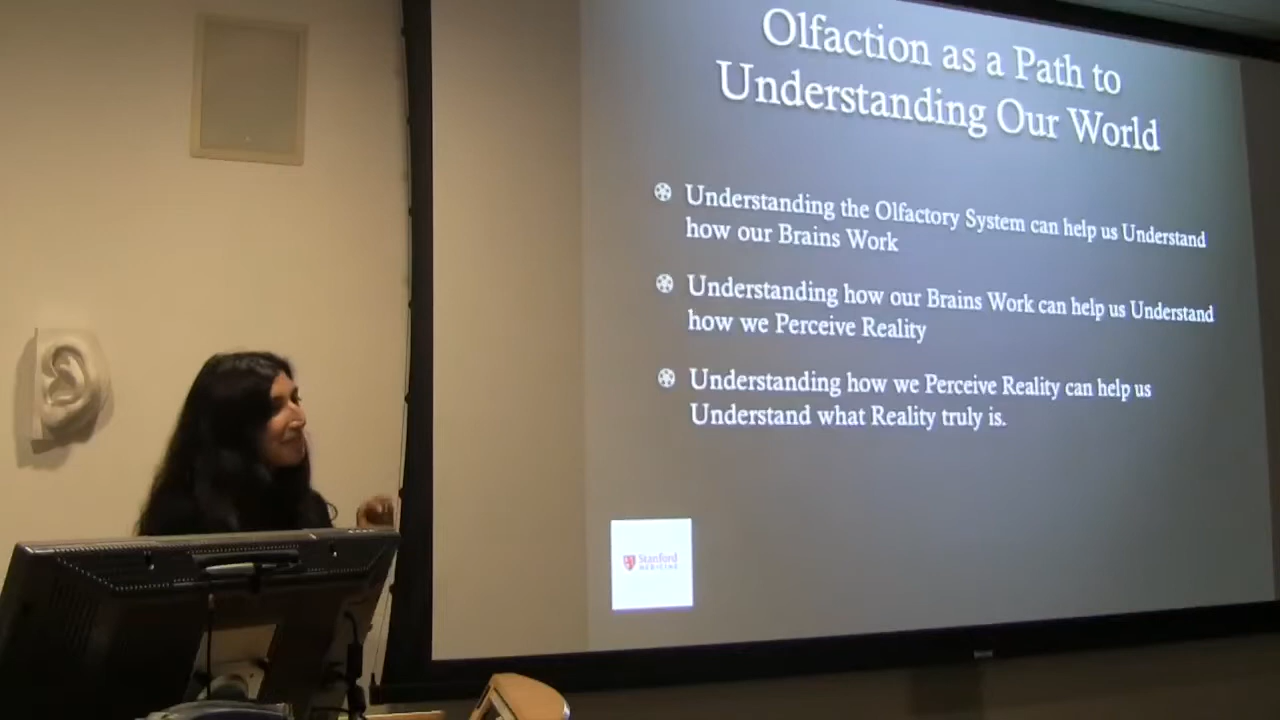 Olfaction as a Path to
Understanding Our World
Understanding the Olfactory System can help us Understand
how our Brains Work
Understanding how our Brains Work can help us Understand
how we Perceive Reality
Understanding how we Perceive Reality can help us
Understand what Reality truly is.
Stanford
MEDICINE